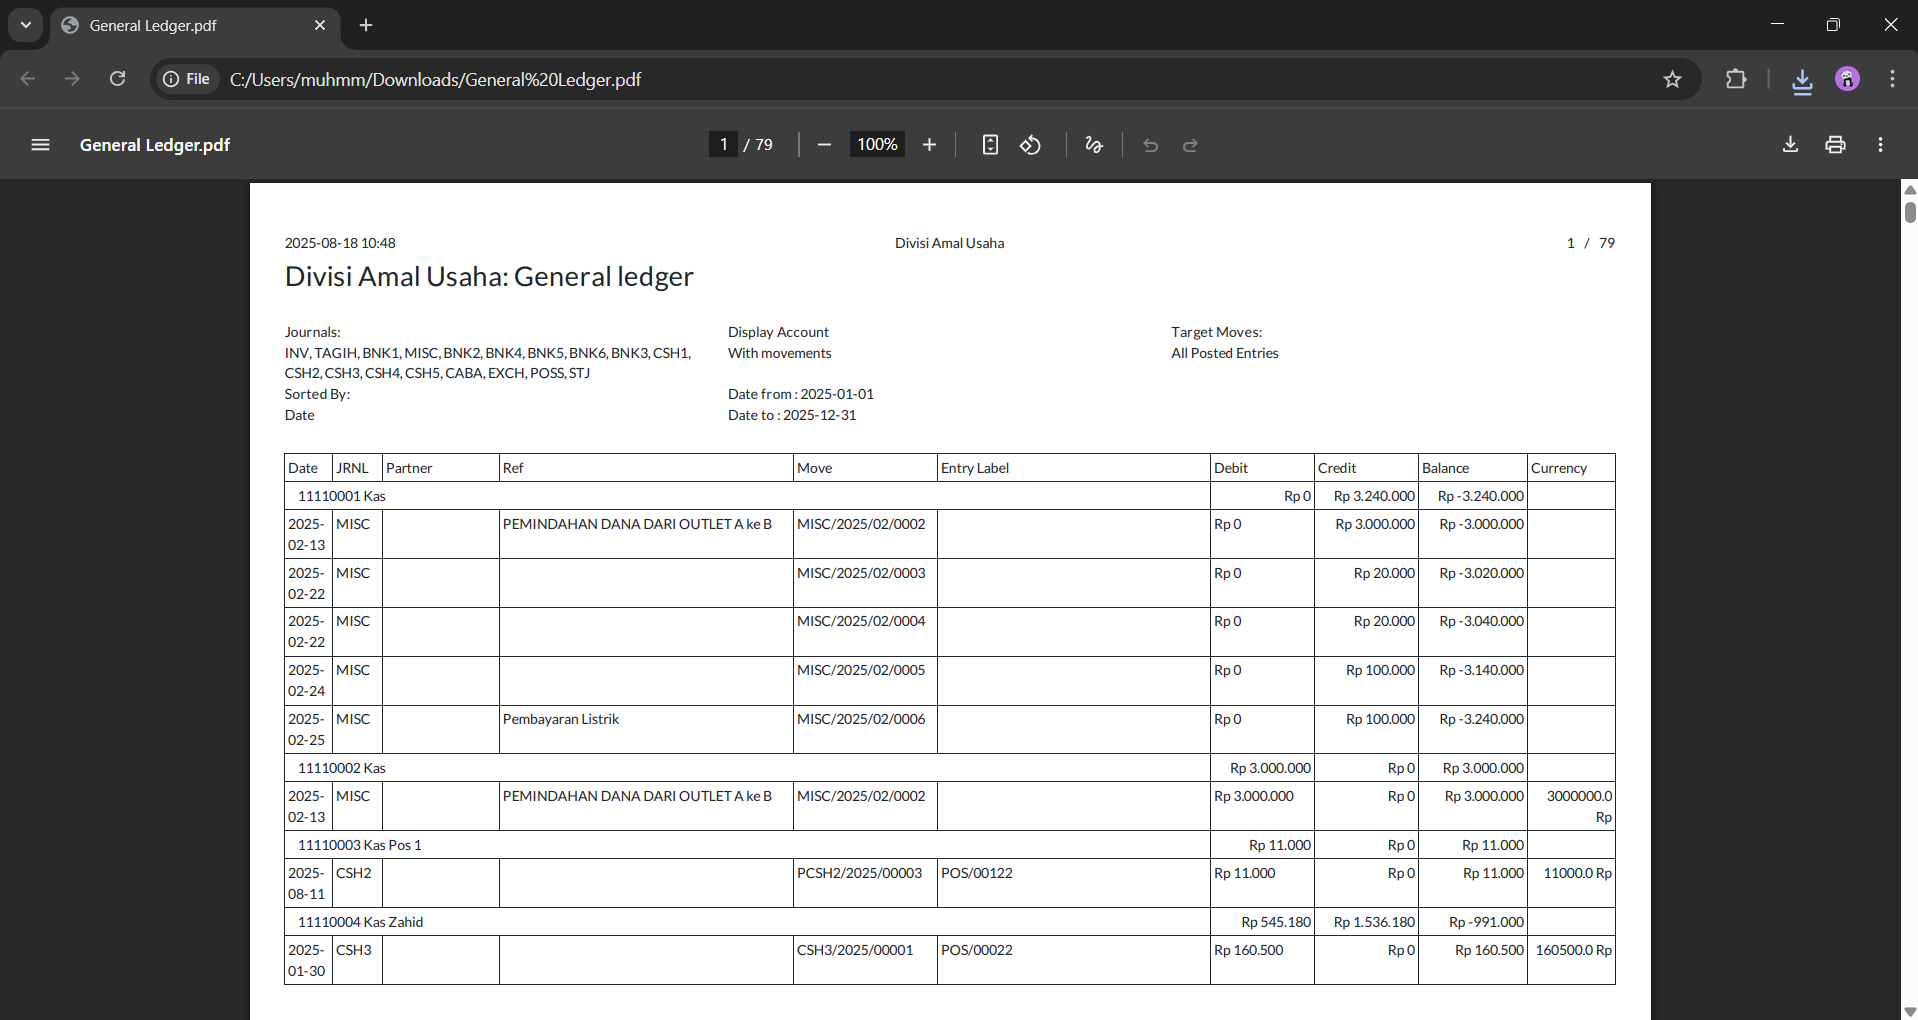 General Ledger.pdf
File C:/Users/muhmm/Downloads/General%20Ledger.pdf
General Ledger.pdf 1 / 79 100%
2025-08-18 10:48 Divisi Amal Usaha 1 / 79
Divisi Amal Usaha: General ledger
Journals: Display Account Target Moves:
INV, TAGIH, BNK1, MISC, BNK2, BNK4, BNK5, BNK6, BNK3, CSH1, With movements All Posted Entries
CSH2, CSH3, CSH4, CSH5, CABA, EXCH, POSS, STJ
Sorted By: Date from : 2025-01-01
Date Date to : 2025-12-31
Date JRNL Partner Ref Move Entry Label Debit Credit Balance Currency
11110001 Kas Rp 0 Rp 3.240.000 Rp -3.240.000
2025- MISC PEMINDAHAN DANA DARI OUTLET A ke B MISC/2025/02/0002 Rp 0 Rp 3.000.000 Rp -3.000.000
02-13
2025- MISC MISC/2025/02/0003 Rp 0 Rp 20.000 Rp -3.020.000
02-22
2025- MISC MISC/2025/02/0004 Rp 0 Rp 20.000 Rp -3.040.000
02-22
2025- MISC MISC/2025/02/0005 Rp 0 Rp 100.000 Rp -3.140.000
02-24
2025- MISC Pembayaran Listrik MISC/2025/02/0006 Rp 0 Rp 100.000 Rp -3.240.000
02-25
11110002 Kas Rp 3.000.000 Rp 0 Rp 3.000.000
2025- MISC PEMINDAHAN DANA DARI OUTLET A ke B MISC/2025/02/0002 Rp 3.000.000 Rp 0 Rp 3.000.000 3000000.0
02-13 Rp
11110003 Kas Pos 1 Rp 11.000 Rp 0 Rp 11.000
2025- CSH2 PCSH2/2025/00003 POS/00122 Rp 11.000 Rp 0 Rp 11.000 11000.0 Rp
08-11
11110004 Kas Zahid Rp 545.180 Rp 1.536.180 Rp -991.000
2025- CSH3 CSH3/2025/00001 POS/00022 Rp 160.500 Rp 0 Rp 160.500 160500.0 Rp
01-30